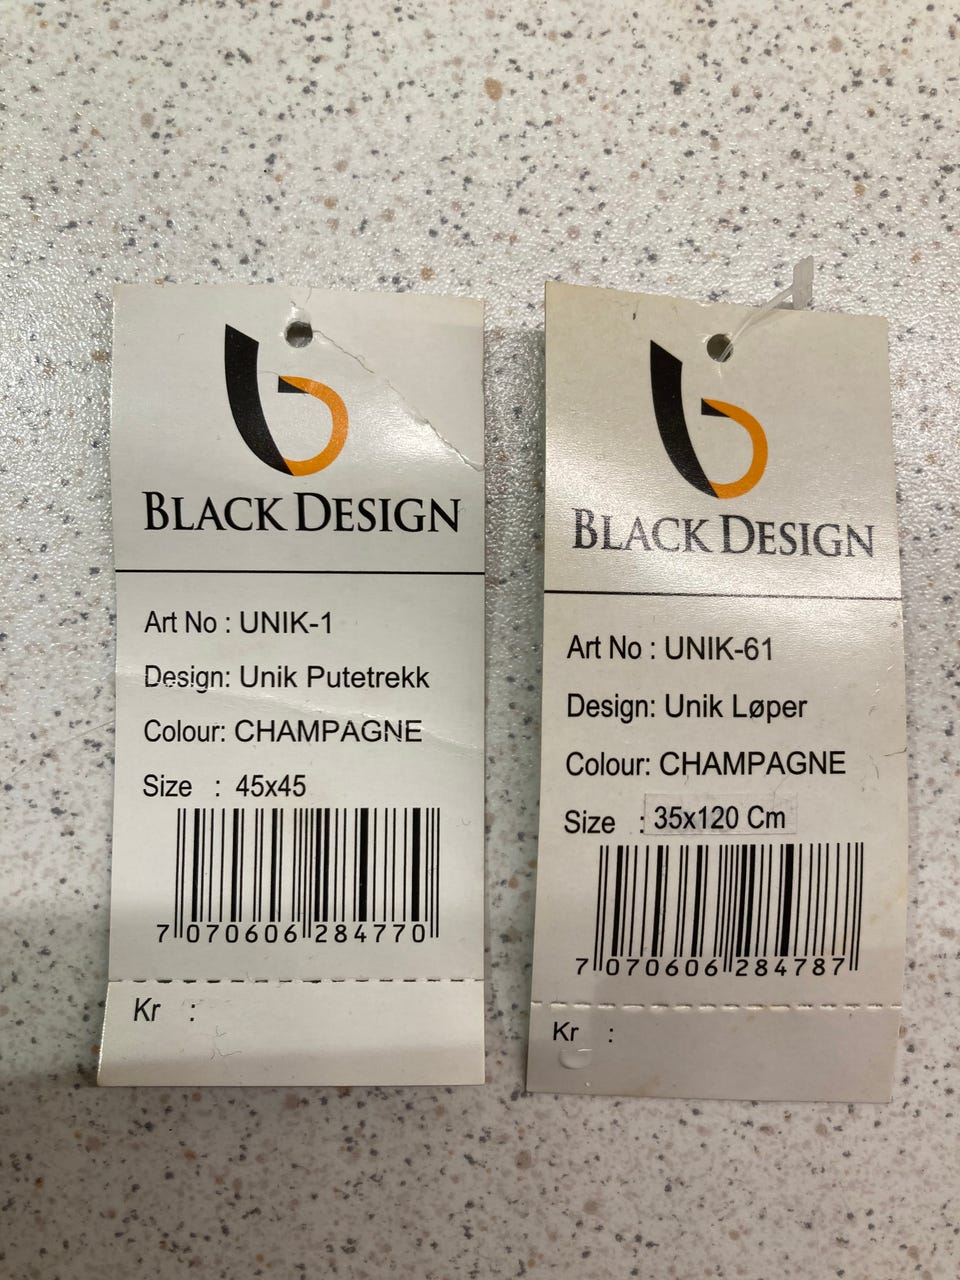 BLACK DESIGN
Art No : UNIK-1
Design: Unik Putetrekk
Colour: CHAMPAGNE
Size : 45x45
7 070606 284770
Kr :
BLACK DESIGN
Art No : UNIK-61
Design: Unik Løper
Colour: CHAMPAGNE
Size : 35x120 Cm
7 070606 284787
Kr :